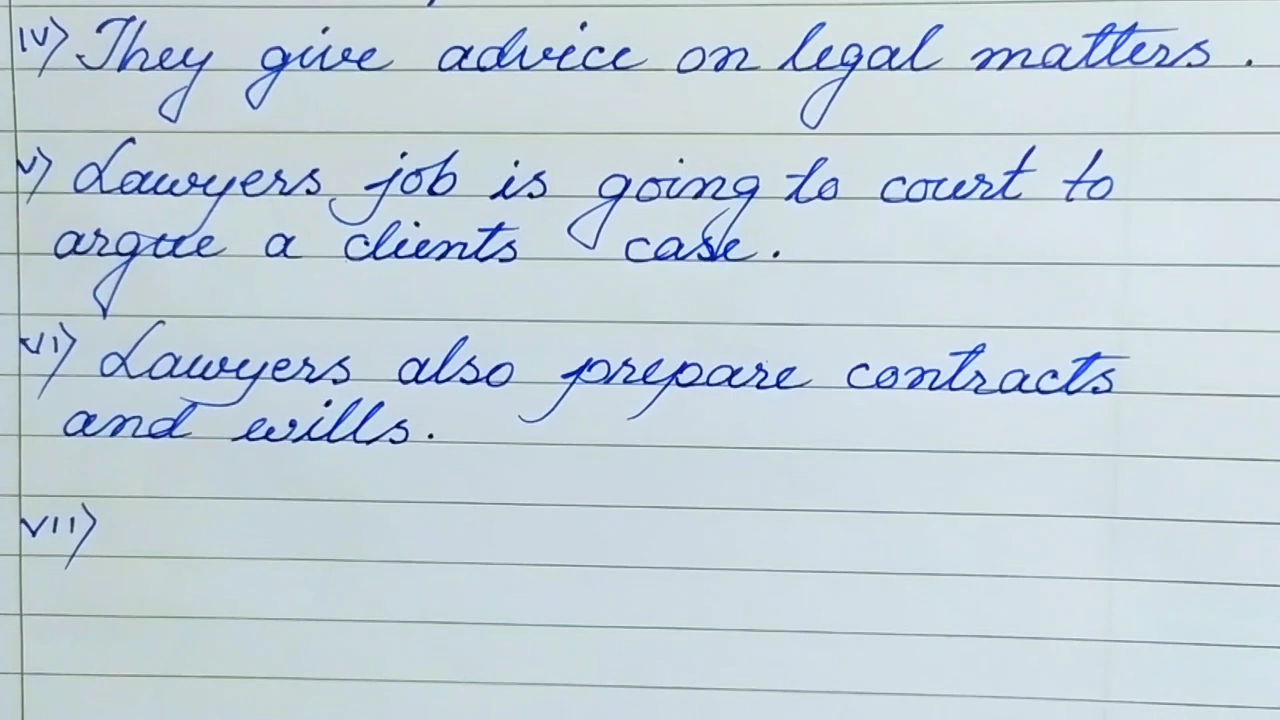 iv) They give advice on legal matters.
v) Lawyers job is going to court to
argue a clients case.
vi) Lawyers also prepare contracts
and wills.
vii)